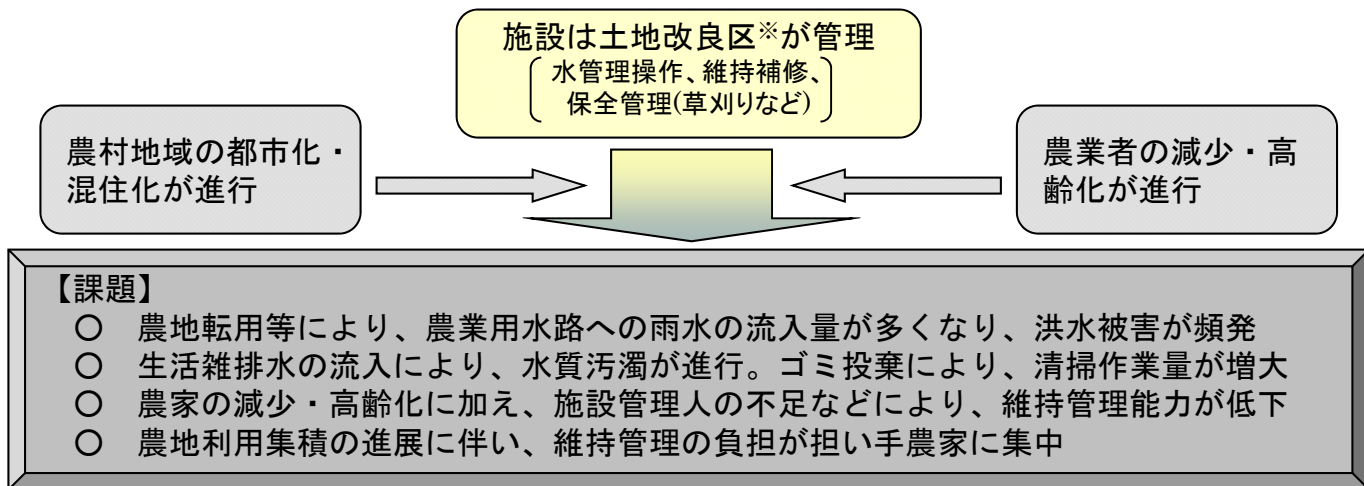 施設は土地改良区※が管理
水管理操作、維持補修、
保全管理(草刈りなど)
農村地域の都市化・
混住化が進行
農業者の減少・高
齢化が進行
【課題】
○ 農地転用等により、農業用水路への雨水の流入量が多くなり、洪水被害が頻発
○ 生活雑排水の流入により、水質汚濁が進行。ゴミ投棄により、清掃作業量が増大
○ 農家の減少・高齢化に加え、施設管理人の不足などにより、維持管理能力が低下
○ 農地利用集積の進展に伴い、維持管理の負担が担い手農家に集中